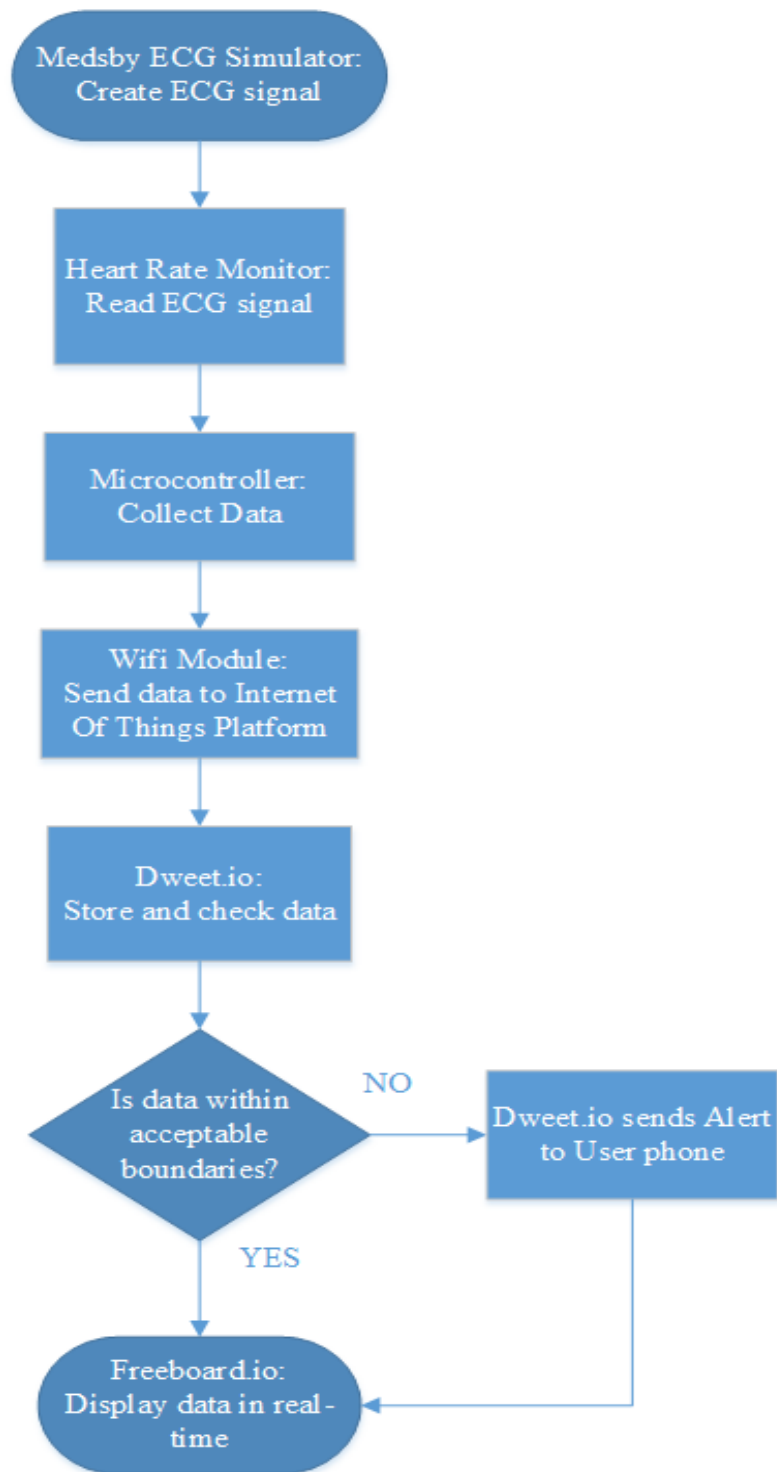 Medsby ECG Simulator:
Create ECG signal
Heart Rate Monitor:
Read ECG signal
Microcontroller:
Collect Data
Wifi Module:
Send data to Internet
Of Things Platform
Dweet.io:
Store and check data
Is data within
acceptable
boundaries?
NO
Dweet.io sends Alert
to User phone
YES
Freeboard.io:
Display data in real-
time